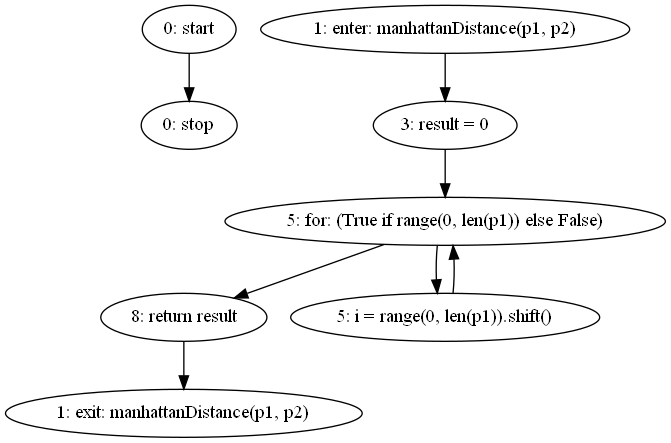 0: start
1: enter: manhattanDistance(p1, p2)
0: stop
3: result = 0
5: for: (True if range(0, len(p1)) else False)
8: return result
5: i = range(0, len(p1)).shift()
1: exit: manhattanDistance(p1, p2)